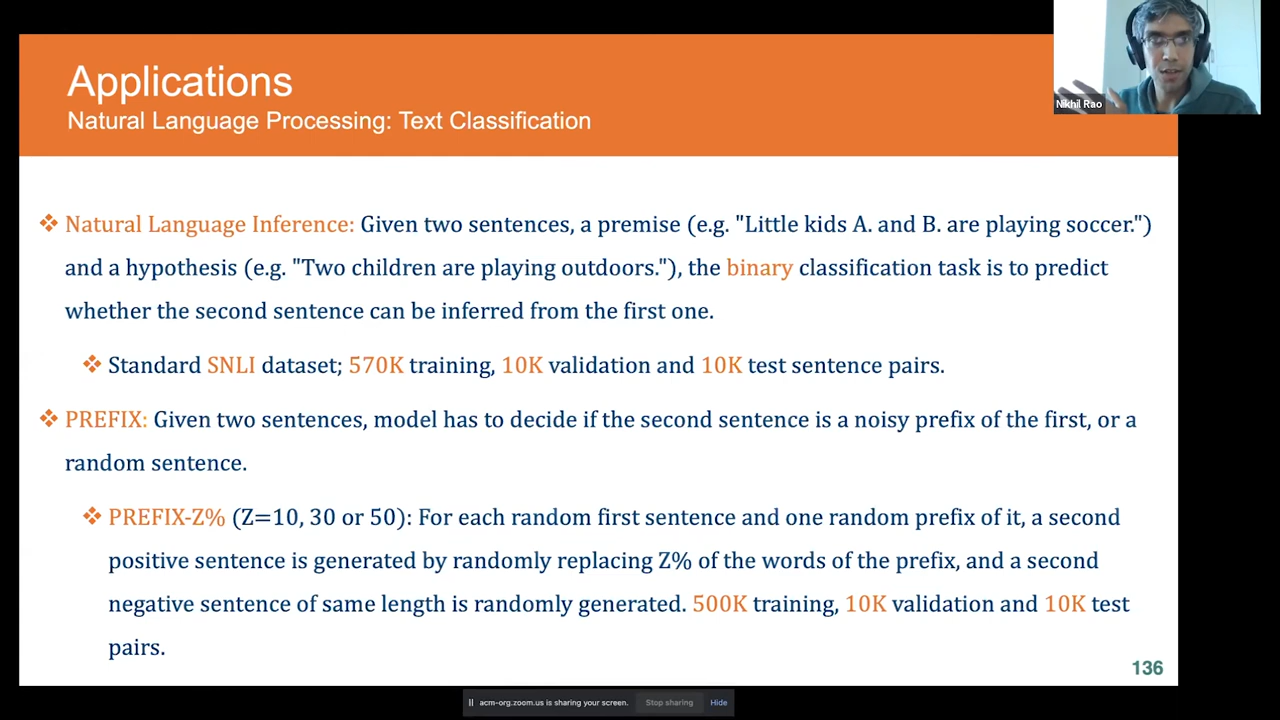 Applications
Natural Language Processing: Text Classification
Nikhil Rao
❖ Natural Language Inference: Given two sentences, a premise (e.g. "Little kids A. and B. are playing soccer.")
and a hypothesis (e.g. "Two children are playing outdoors."), the binary classification task is to predict
whether the second sentence can be inferred from the first one.
❖ Standard SNLI dataset; 570K training, 10K validation and 10K test sentence pairs.
❖ PREFIX: Given two sentences, model has to decide if the second sentence is a noisy prefix of the first, or a
random sentence.
❖ PREFIX-Z% (Z=10, 30 or 50): For each random first sentence and one random prefix of it, a second
positive sentence is generated by randomly replacing Z% of the words of the prefix, and a second
negative sentence of same length is randomly generated. 500K training, 10K validation and 10K test
pairs.
136
acm-org.zoom.us is sharing your screen. Stop sharing Hide